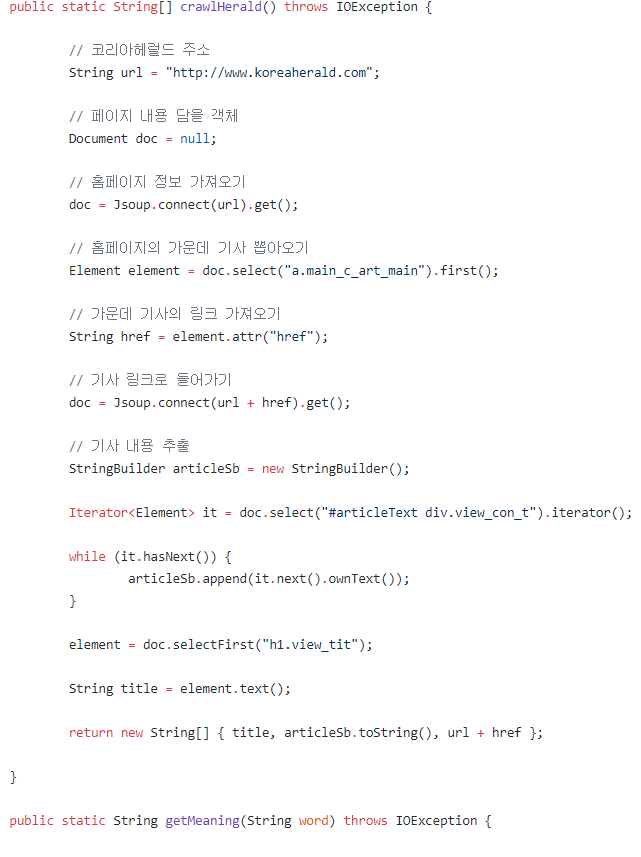 public static String[] crawlHerald() throws IOException {
// 코리아헤럴드 주소
String url = "http://www.koreaherald.com";
// 페이지 내용 담을 객체
Document doc = null;
// 홈페이지 정보 가져오기
doc = Jsoup.connect(url).get();
// 홈페이지의 가운데 기사 뽑아오기
Element element = doc.select("a.main_c_art_main").first();
// 가운데 기사의 링크 가져오기
String href = element.attr("href");
// 기사 링크로 들어가기
doc = Jsoup.connect(url + href).get();
// 기사 내용 추출
StringBuilder articleSb = new StringBuilder();
Iterator<Element> it = doc.select("#articleText div.view_con_t").iterator();
while (it.hasNext()) {
articleSb.append(it.next().ownText());
}
element = doc.selectFirst("h1.view_tit");
String title = element.text();
return new String[] { title, articleSb.toString(), url + href };
}
public static String getMeaning(String word) throws IOException {